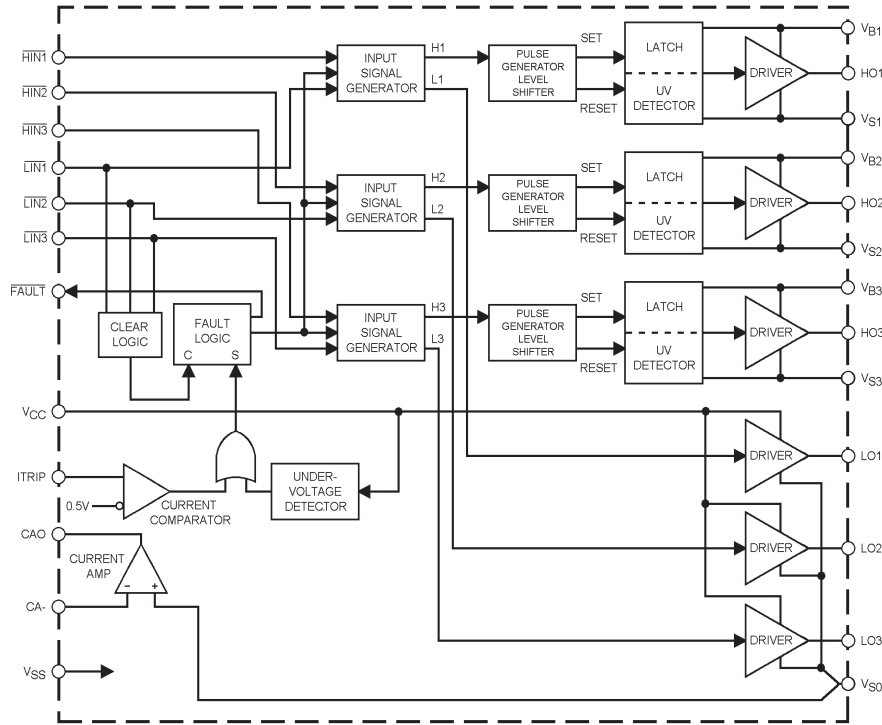 HIN1
HIN2
HIN3
LIN1
LIN2
LIN3
FAULT
VCC
ITRIP
0.5V
CAO
CA-
VSS
CLEAR
LOGIC
FAULT
LOGIC
C S
CURRENT
COMPARATOR
UNDER-
VOLTAGE
DETECTOR
CURRENT
AMP
- +
INPUT
SIGNAL
GENERATOR
H1
L1
PULSE
GENERATOR
LEVEL
SHIFTER
SET
RESET
LATCH
UV
DETECTOR
DRIVER
VB1
HO1
VS1
INPUT
SIGNAL
GENERATOR
H2
L2
PULSE
GENERATOR
LEVEL
SHIFTER
SET
RESET
LATCH
UV
DETECTOR
DRIVER
VB2
HO2
VS2
INPUT
SIGNAL
GENERATOR
H3
L3
PULSE
GENERATOR
LEVEL
SHIFTER
SET
RESET
LATCH
UV
DETECTOR
DRIVER
VB3
HO3
VS3
DRIVER
LO1
DRIVER
LO2
DRIVER
LO3
VS0